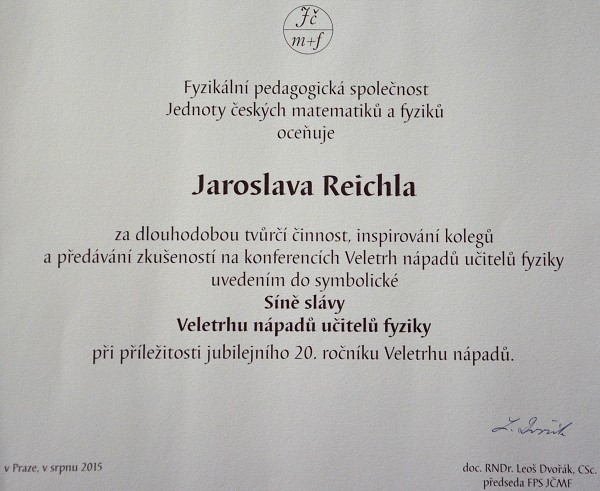 Jč
m+f
Fyzikální pedagogická společnost
Jednoty českých matematiků a fyziků
oceňuje
Jaroslava Reichla
za dlouhodobou tvůrčí činnost, inspirování kolegů
a předávání zkušeností na konferencích Veletrh nápadů učitelů fyziky
uvedením do symbolické
Síně slávy
Veletrhu nápadů učitelů fyziky
při příležitosti jubilejního 20. ročníku Veletrhu nápadů.
L. Dvořák
v Praze, v srpnu 2015
doc. RNDr. Leoš Dvořák, CSc.
předseda FPS JČMF